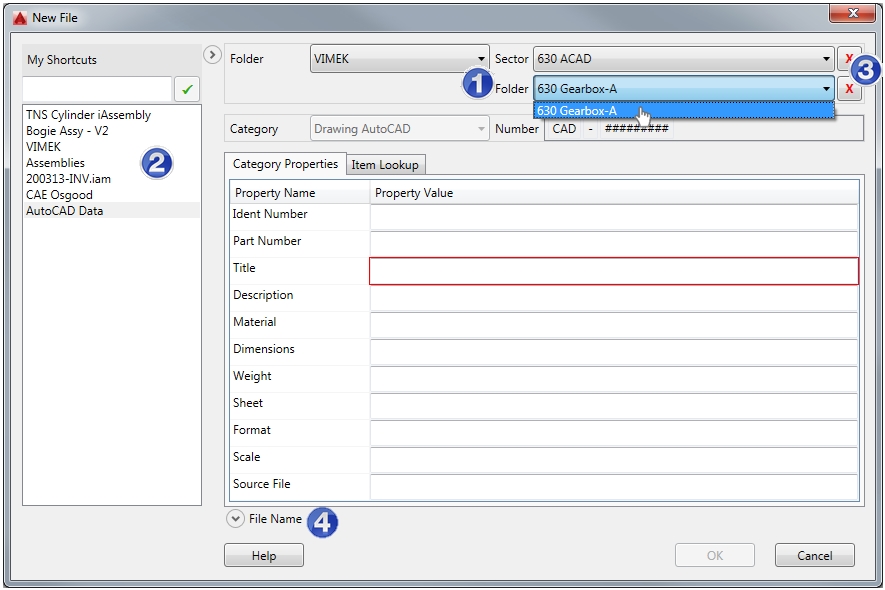 New File
My Shortcuts
Folder VIMEK Sector 630 ACAD X 3
1 Folder 630 Gearbox-A X
✓
630 Gearbox-A
TNS Cylinder iAssembly
Bogie Assy - V2
VIMEK
Assemblies
200313-INV.iam
CAE Osgood
AutoCAD Data
2
Category Drawing AutoCAD Number CAD - #########
Category Properties Item Lookup
Property Name Property Value
Ident Number
Part Number
Title
Description
Material
Dimensions
Weight
Sheet
Format
Scale
Source File
File Name 4
Help OK Cancel